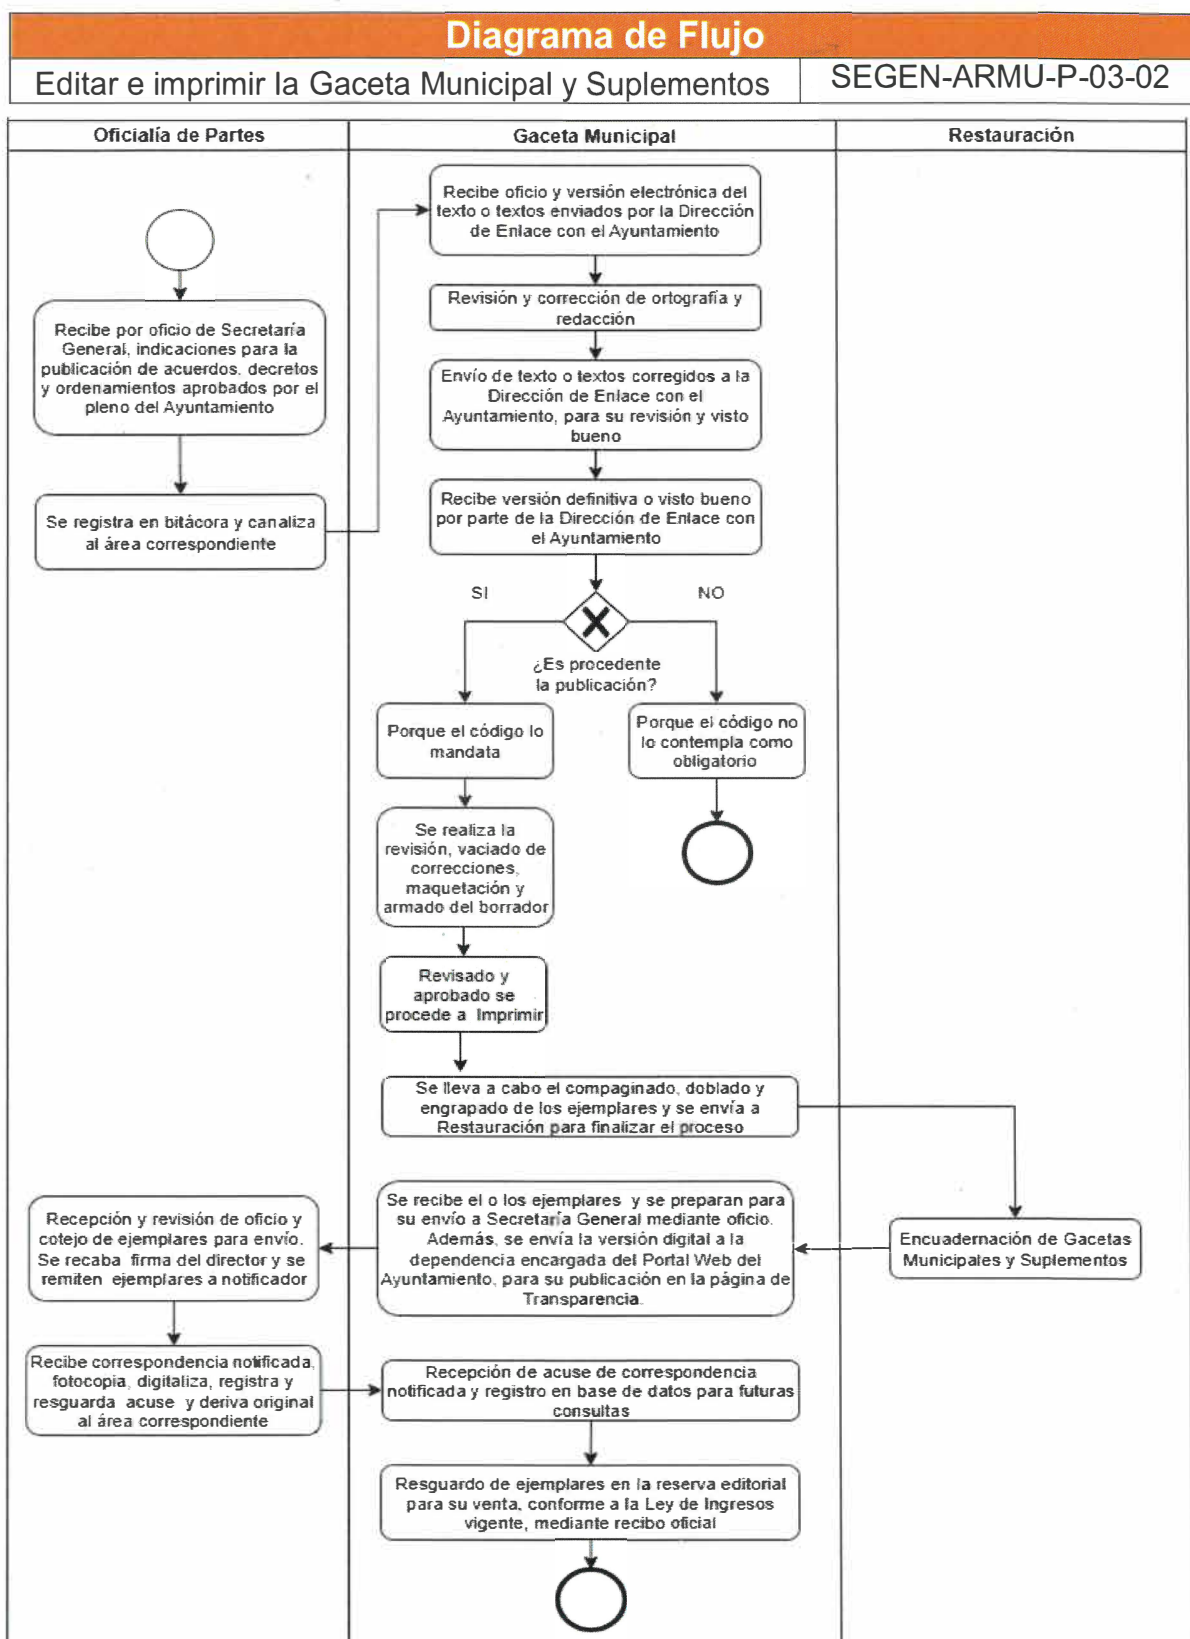 Diagrama de Flujo
Editar e imprimir la Gaceta Municipal y Suplementos
SEGEN-ARMU-P-03-02
Oficialía de Partes
Gaceta Municipal
Restauración
Recibe por oficio de Secretaría
General, indicaciones para la
publicación de acuerdos. decretos
y ordenamientos aprobados por el
pleno del Ayuntamiento
Se registra en bitácora y canaliza
al área correspondiente
Recibe oficio y versión electrónica del
texto o textos enviados por la Dirección
de Enlace con el Ayuntamiento
Revisión y corrección de ortografía y
redacción
Envío de texto o textos corregidos a la
Dirección de Enlace con el
Ayuntamiento, para su revisión y visto
bueno
Recibe versión definitiva o visto bueno
por parte de la Dirección de Enlace con
el Ayuntamiento
SI
NO
¿Es procedente
la publicación?
Porque el código lo
mandata
Porque el código no
lo contempla como
obligatorio
Se realiza la
revisión, vaciado de
correcciones,
maquetación y
armado del borrador
Revisado y
aprobado se
procede a Imprimir
Se lleva a cabo el compaginado, doblado y
engrapado de los ejemplares y se envía a
Restauración para finalizar el proceso
Encuadernación de Gacetas
Municipales y Suplementos
Se recibe el o los ejemplares y se preparan para
su envío a Secretaría General mediante oficio.
Además, se envía la versión digital a la
dependencia encargada del Portal Web del
Ayuntamiento, para su publicación en la página de
Transparencia.
Recepción y revisión de oficio y
cotejo de ejemplares para envío.
Se recaba firma del director y se
remiten ejemplares a notificador
Recibe correspondencia notificada,
fotocopia, digitaliza, registra y
resguarda acuse y deriva original
al área correspondiente
Recepción de acuse de correspondencia
notificada y registro en base de datos para futuras
consultas
Resguardo de ejemplares en la reserva editorial
para su venta, conforme a la Ley de Ingresos
vigente, mediante recibo oficial